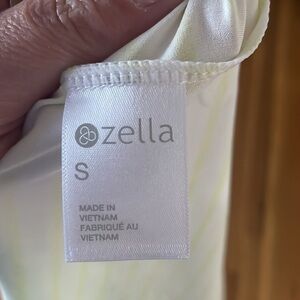 zella
S
MADE IN
VIETNAM
FABRIQUÉ AU
VIETNAM